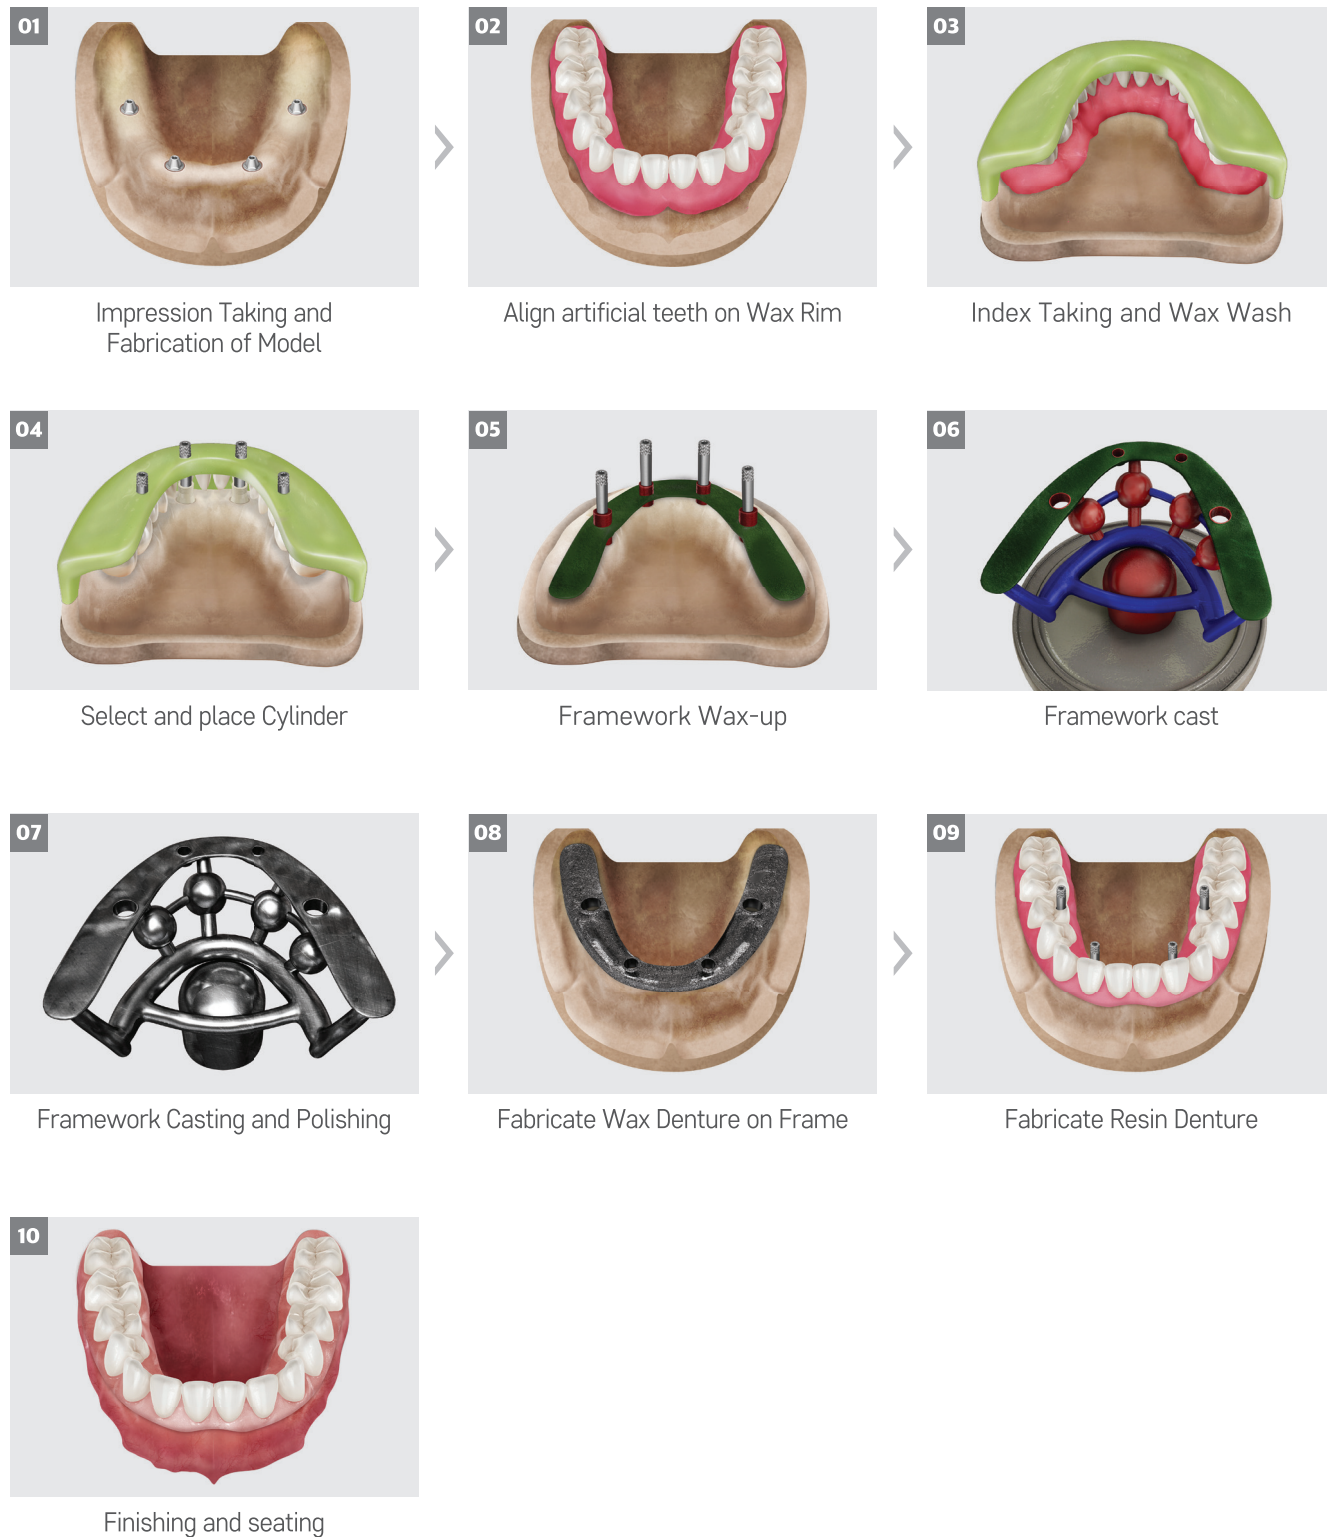 01
Impression Taking and
Fabrication of Model
02
Align artificial teeth on Wax Rim
03
Index Taking and Wax Wash
04
Select and place Cylinder
05
Framework Wax-up
06
Framework cast
07
Framework Casting and Polishing
08
Fabricate Wax Denture on Frame
09
Fabricate Resin Denture
10
Finishing and seating